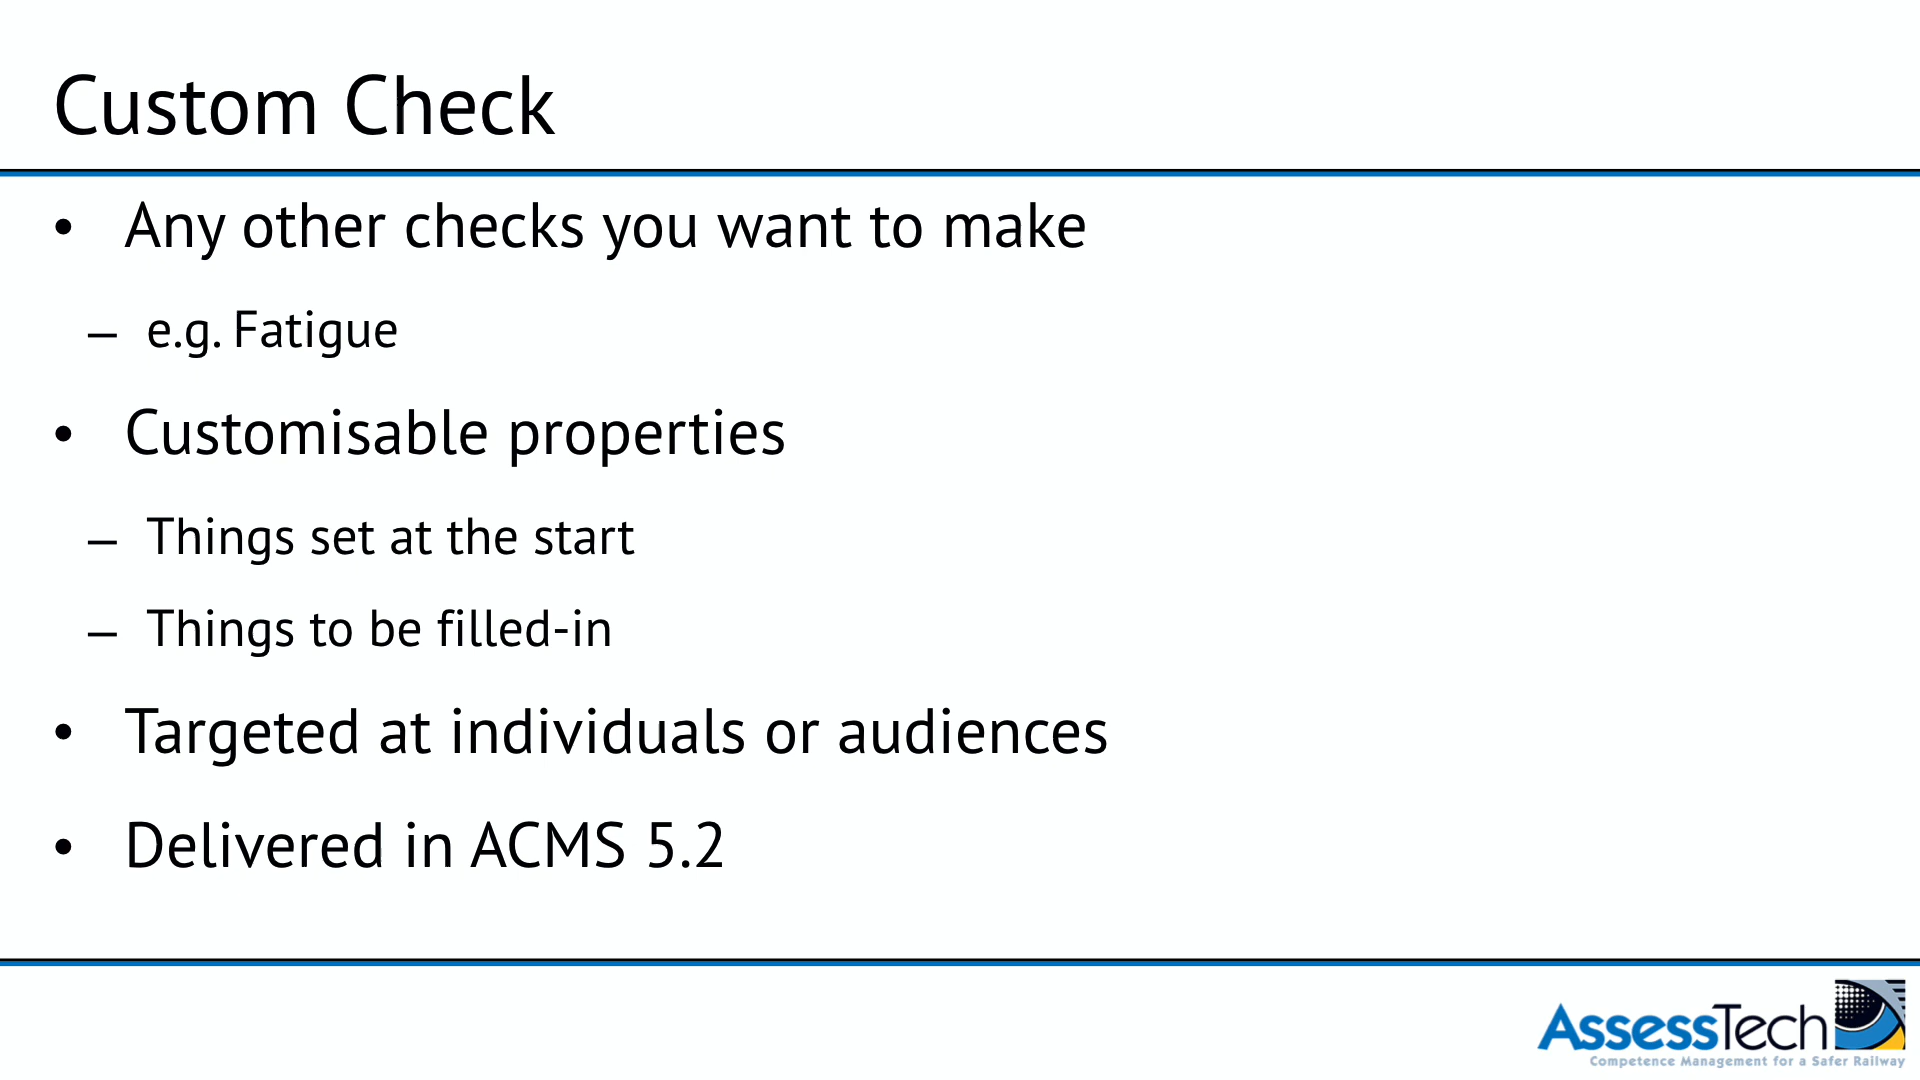 Custom Check
• Any other checks you want to make
– e.g. Fatigue
• Customisable properties
– Things set at the start
– Things to be filled-in
• Targeted at individuals or audiences
• Delivered in ACMS 5.2
AssessTech
Competence Management for a Safer Railway